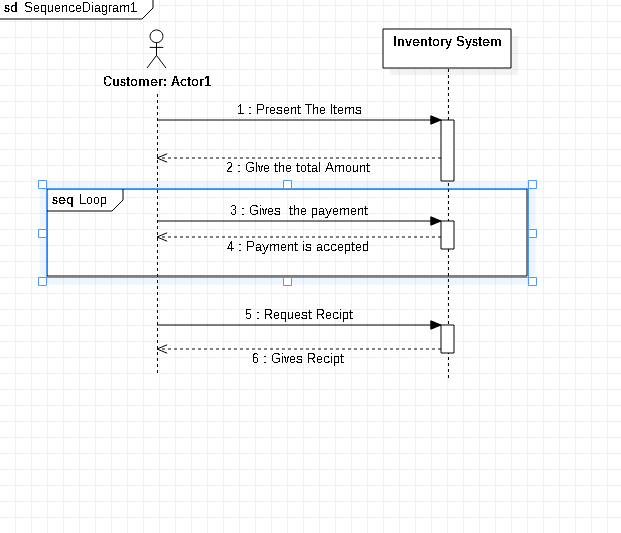 sd SequenceDiagram1
Inventory System
Customer: Actor1
1 : Present The Items
2 : GIve the total Amount
seq Loop
3 : Gives the payement
4 : Payment is accepted
5 : Request Recipt
6 : Gives Recipt